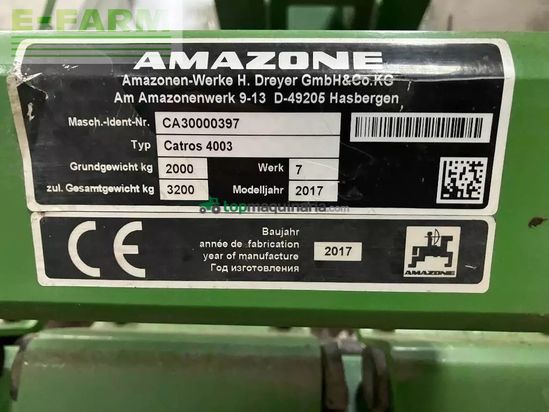 E-FARM
AMAZONE
Amazonen-Werke H. Dreyer GmbH&Co.KG
Am Amazonenwerk 9-13 D-49205 Hasbergen
Masch.-Ident-Nr. CA30000397
Typ Catros 4003
Grundgewicht kg 2000 Werk 7
zul. Gesamtgewicht kg 3200 Modelljahr 2017
topmaquinaria.com
CE
Baujahr
année de fabrication
year of manufacture
Год изготовления
2017
AMAZONE